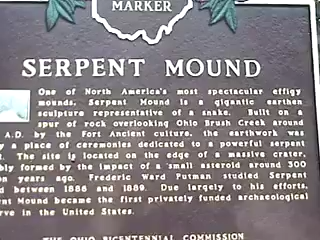 MARKER
SERPENT MOUND
One of North America's most spectacular effigy
mounds, Serpent Mound is a gigantic earthen
sculpture representative of a snake. Built on a
spur of rock overlooking Ohio Brush Creek around
A.D. by the Fort Ancient culture, the earthwork was
y a place of ceremonies dedicated to a powerful serpent
t. The site is located on the edge of a massive crater,
bly formed by the impact of a small asteroid around 300
on years ago. Frederic Ward Putnam studied Serpent
d between 1886 and 1889. Due largely to his efforts,
ent Mound became the first privately funded archaeological
rve in the United States.
THE OHIO BICENTENNIAL COMMISSION